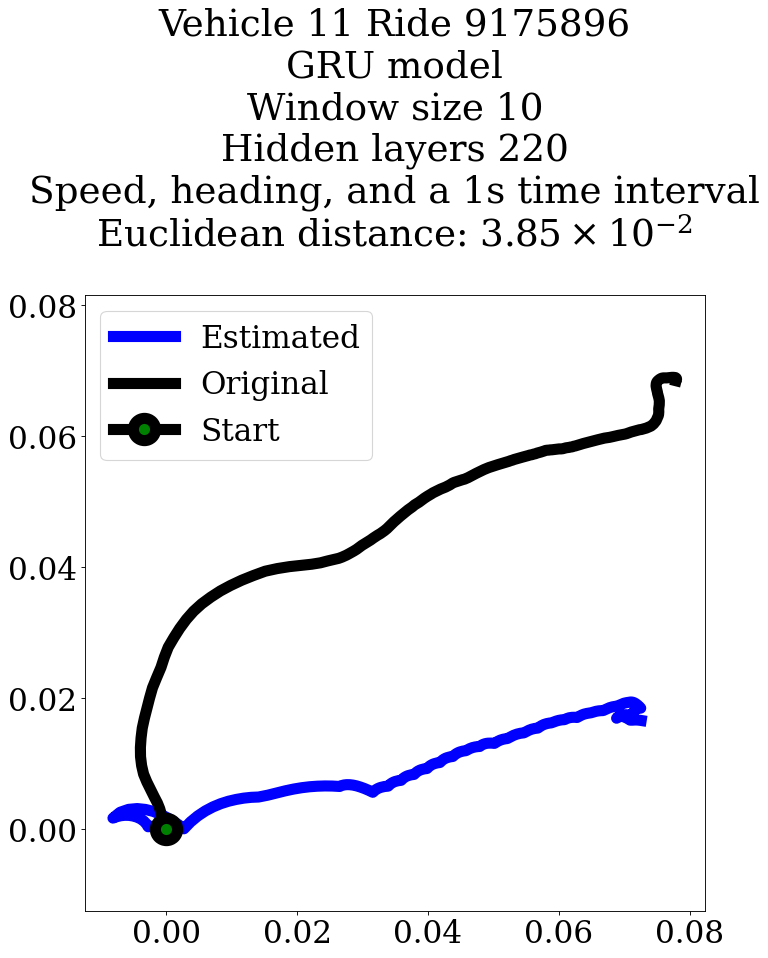 Vehicle 11 Ride 9175896
GRU model
Window size 10
Hidden layers 220
Speed, heading, and a 1s time interval
Euclidean distance: 3.85 × 10⁻²
0.08
0.06
0.04
0.02
0.00
Estimated
Original
Start
0.00 0.02 0.04 0.06 0.08